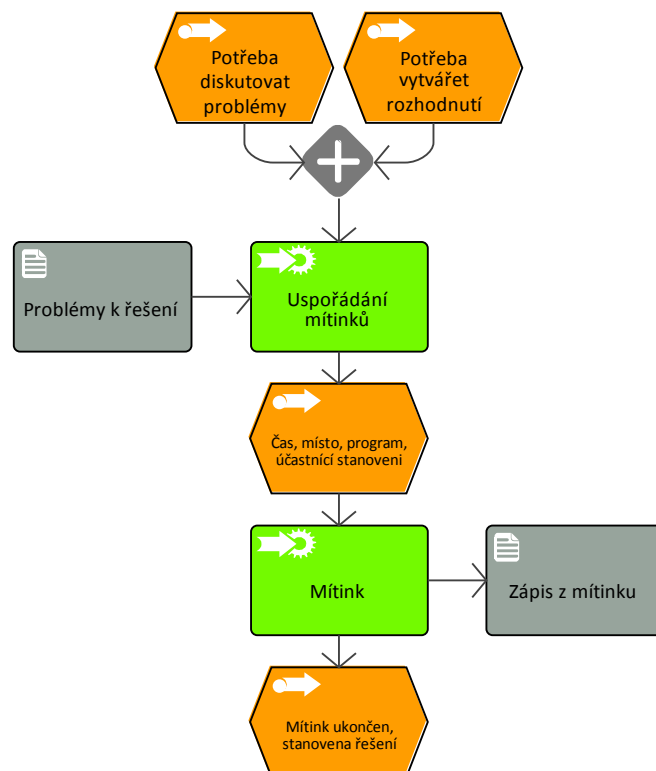 Potřeba
diskutovat
problémy
Potřeba
vytvářet
rozhodnutí
Problémy k řešení
Uspořádání
mítinků
Čas, místo, program,
účastnící stanoveni
Mítink
Zápis z mítinku
Mítink ukončen,
stanovena řešení